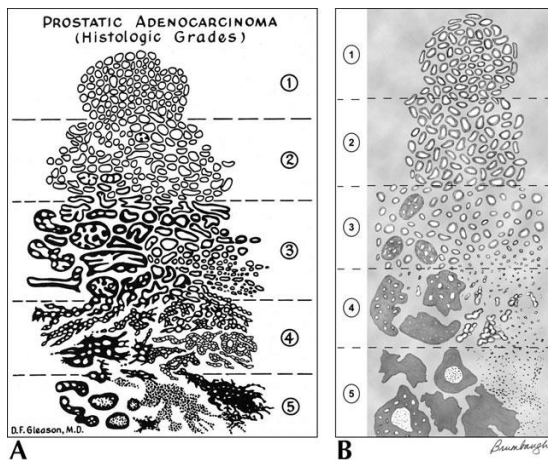 PROSTATIC ADENOCARCINOMA
(Histologic Grades)
1
2
3
4
5
D.F. Gleason, M.D.
A
1
2
3
4
5
B
Brumbaugh